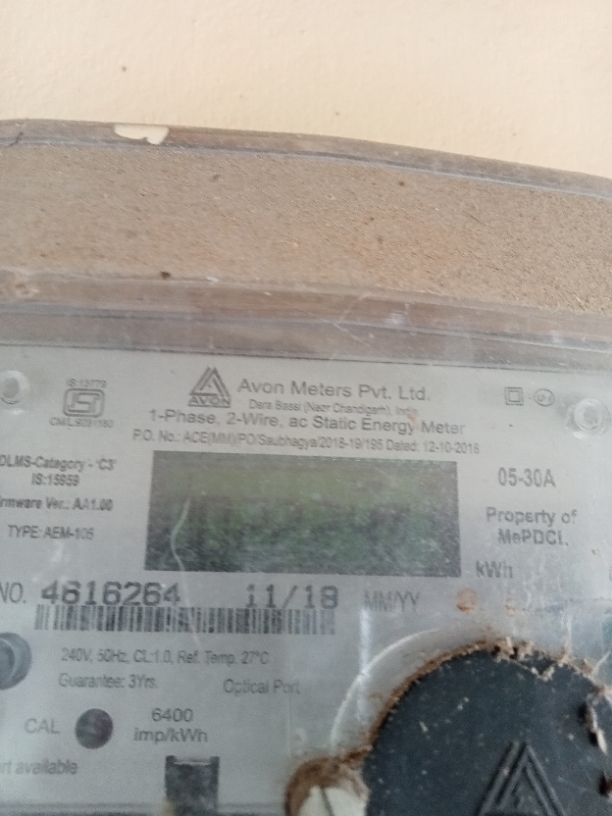 IS:13779
AVON
Avon Meters Pvt. Ltd.
Dera Bassi (Near Chandigarh), India
1-Phase, 2-Wire, ac Static Energy Meter
P.O. No.: ACE(MM)/PO/Saubhagya/2018-19/195 Dated: 12-10-2018
DLMS-Catagory - 'C3'
IS:15959
Ver.: AA1.00
TYPE: AEM-105
05-30A
Property of
MePDCL
kWh
NO. 4616264 11/18 MM/YY
240V, 50Hz, CL:1.0, Ref. Temp. 27°C
Guarantee: 3Yrs. Optical Port
CAL
6400
imp/kWh
available